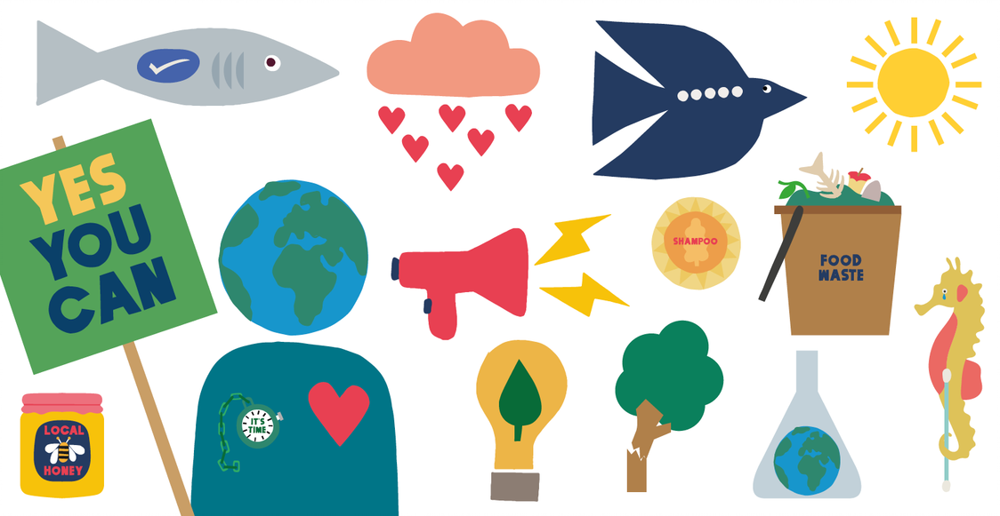 YES
YOU
CAN
SHAMPOO
FOOD
WASTE
IT'S
TIME
LOCAL
HONEY